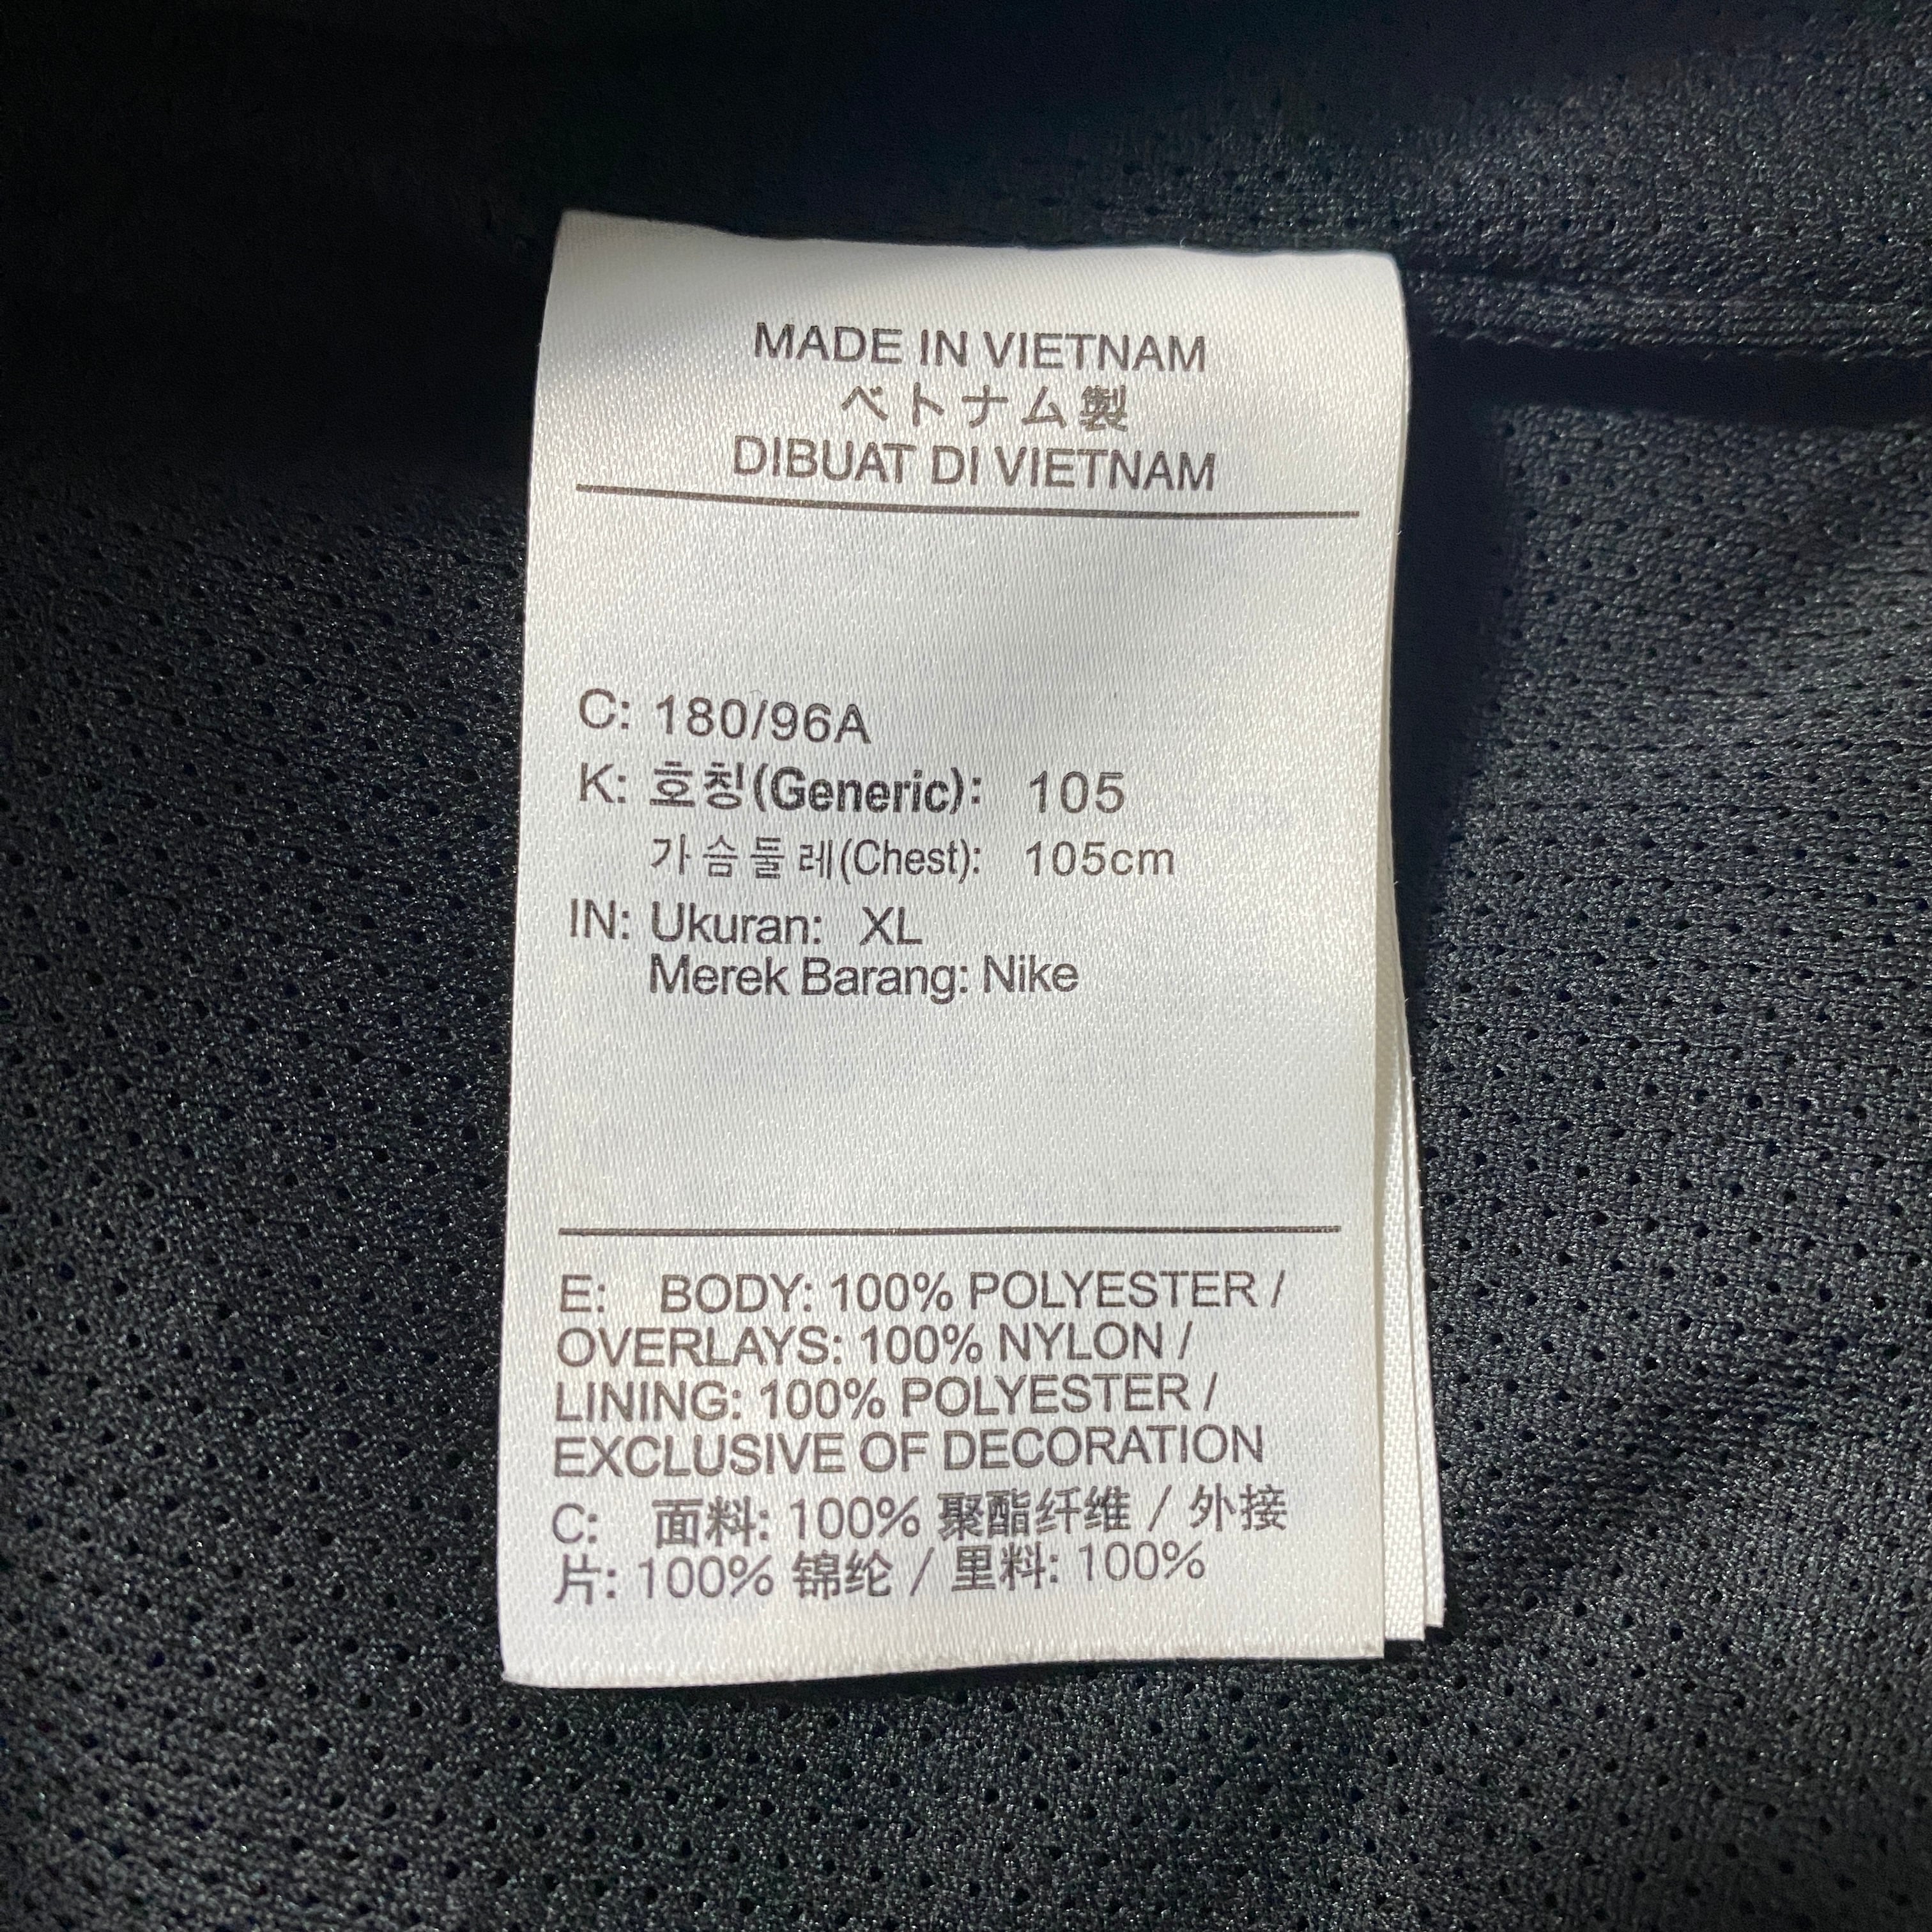 MADE IN VIETNAM
ベトナム製
DIBUAT DI VIETNAM
C: 180/96A
K: 호칭(Generic): 105
가슴둘레(Chest): 105cm
IN: Ukuran: XL
Merek Barang: Nike
E: BODY: 100% POLYESTER /
OVERLAYS: 100% NYLON /
LINING: 100% POLYESTER /
EXCLUSIVE OF DECORATION
C: 面料: 100% 聚酯纤维 / 外接
片: 100% 锦纶 / 里料: 100%